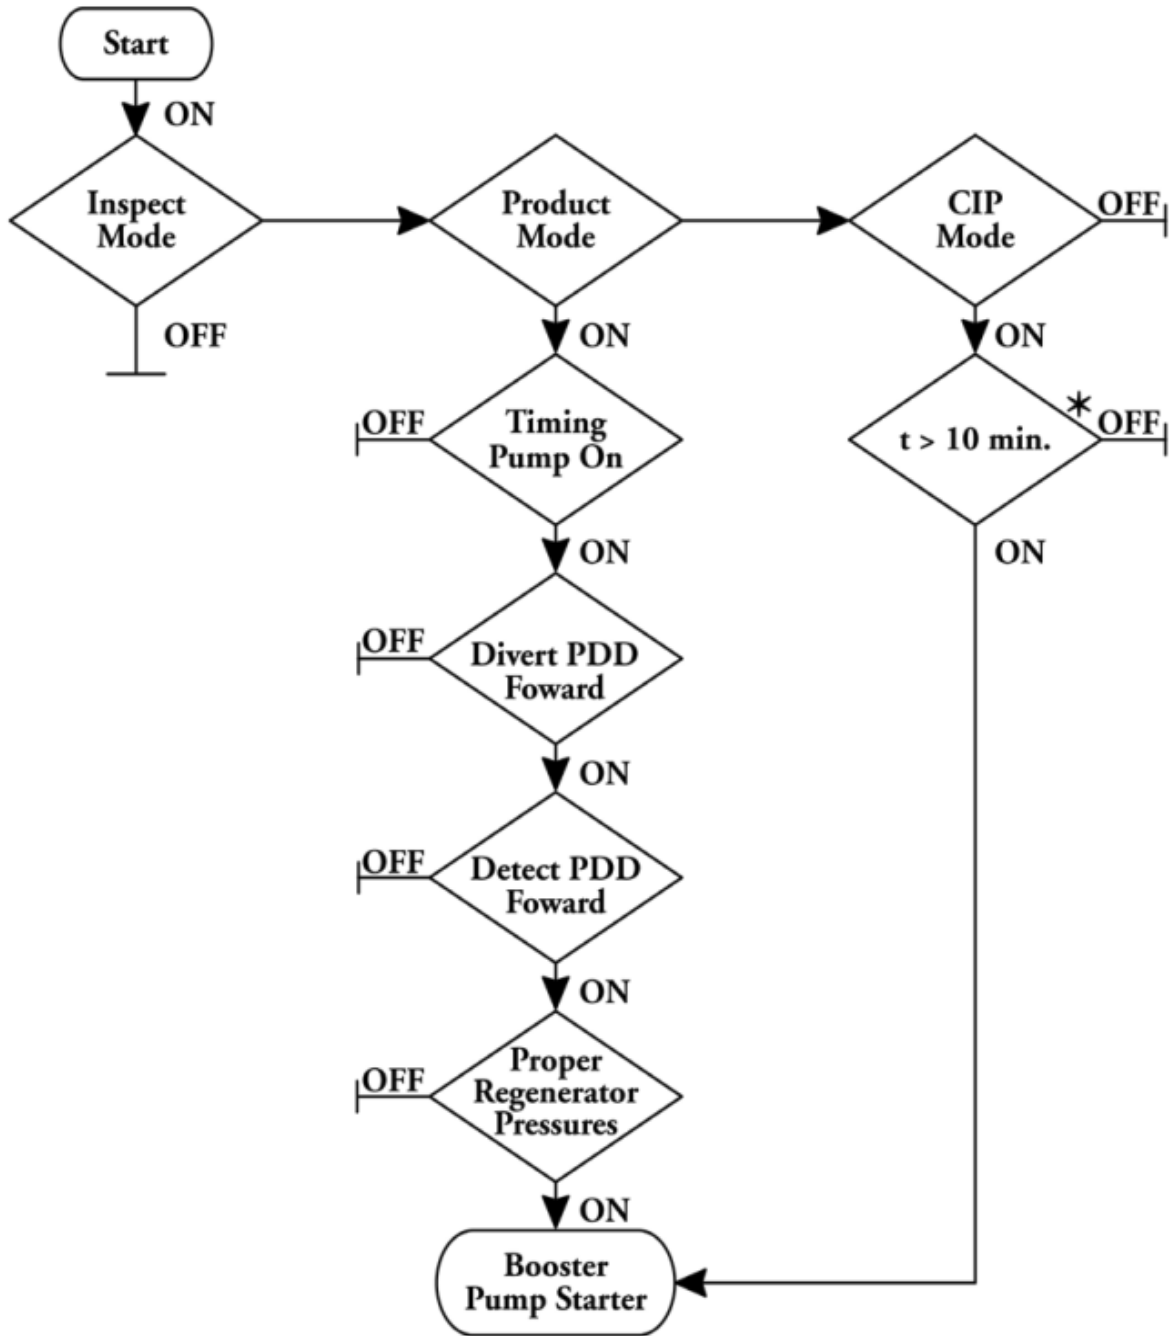 Start
ON
Inspect
Mode
OFF
Product
Mode
ON
CIP
Mode
OFF
ON
OFF
Timing
Pump On
ON
t > 10 min.
* OFF
ON
OFF
Divert PDD
Foward
ON
OFF
Detect PDD
Foward
ON
OFF
Proper
Regenerator
Pressures
ON
Booster
Pump Starter